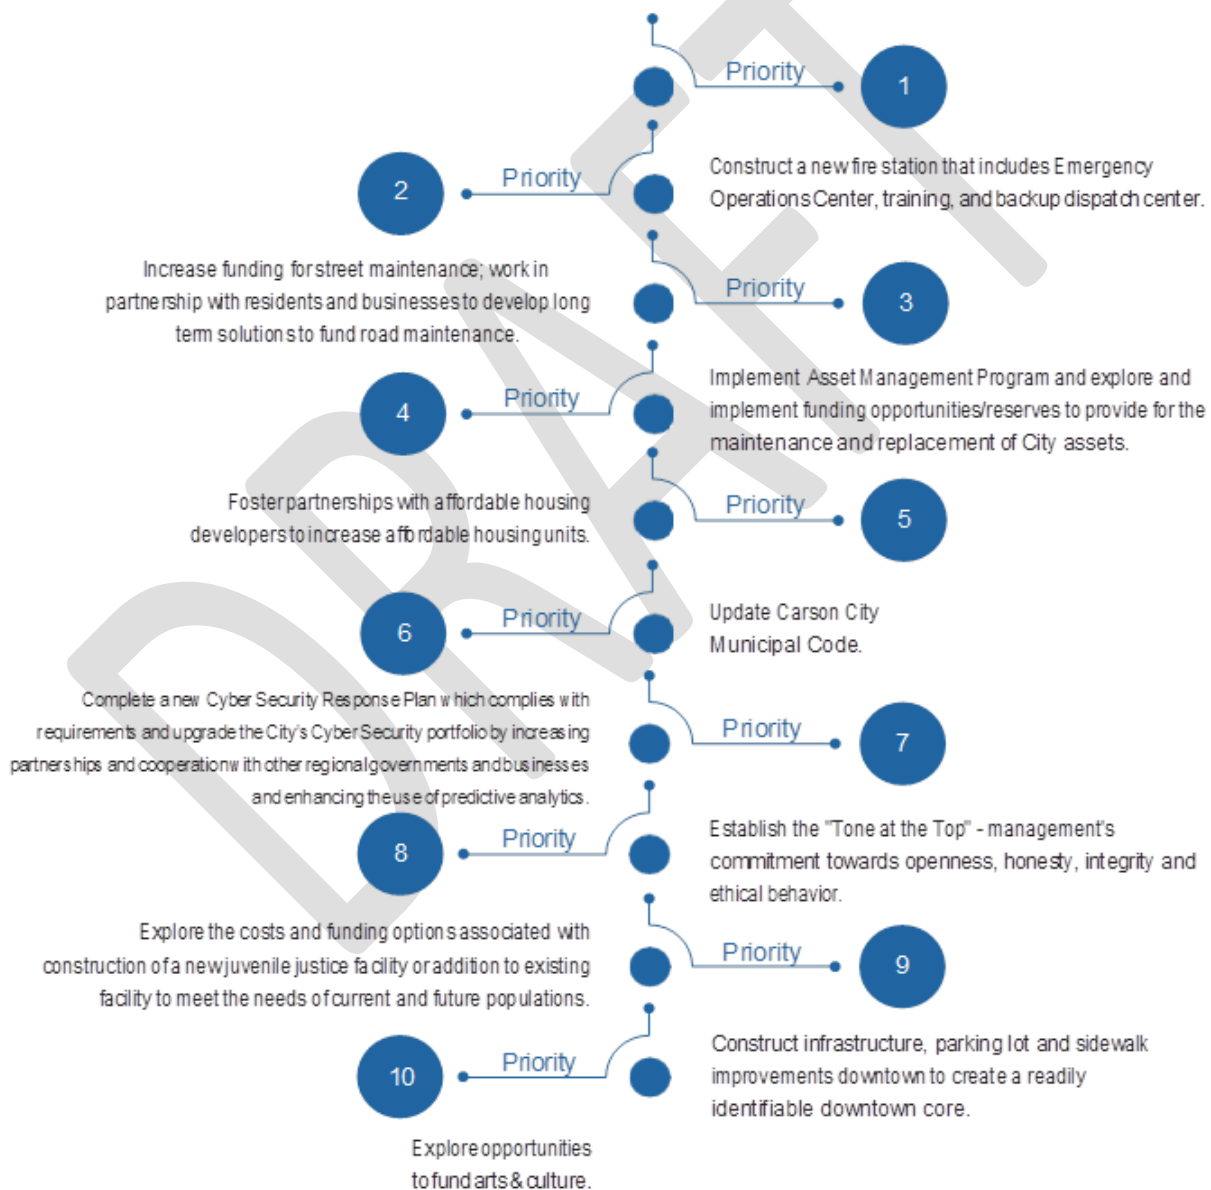 DRAFT
Priority
1
Construct a new fire station that includes Emergency
Operations Center, training, and backup dispatch center.
Priority
2
Increase funding for street maintenance; work in
partnership with residents and businesses to develop long
term solutions to fund road maintenance.
Priority
3
Implement Asset Management Program and explore and
implement funding opportunities/reserves to provide for the
maintenance and replacement of City assets.
Priority
4
Foster partnerships with affordable housing
developers to increase affordable housing units.
Priority
5
Update Carson City
Municipal Code.
Priority
6
Complete a new Cyber Security Response Plan which complies with
requirements and upgrade the City's Cyber Security portfolio by increasing
partnerships and cooperation with other regional governments and businesses
and enhancing the use of predictive analytics.
Priority
7
Establish the "Tone at the Top" - management's
commitment towards openness, honesty, integrity and
ethical behavior.
Priority
8
Explore the costs and funding options associated with
construction of a new juvenile justice facility or addition to existing
facility to meet the needs of current and future populations.
Priority
9
Construct infrastructure, parking lot and sidewalk
improvements downtown to create a readily
identifiable downtown core.
Priority
10
Explore opportunities
to fund arts & culture.